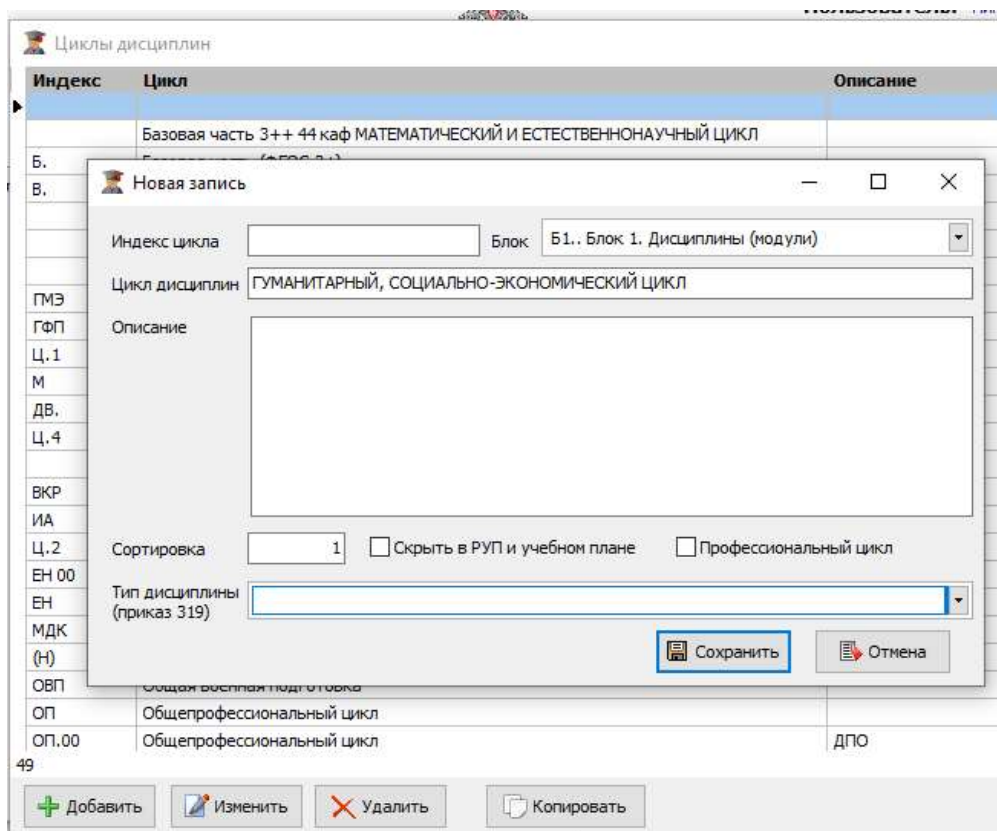 Циклы дисциплин
Индекс Цикл Описание
Базовая часть 3++ 44 каф МАТЕМАТИЧЕСКИЙ И ЕСТЕСТВЕННОНАУЧНЫЙ ЦИКЛ
Б.
В.
Новая запись
Индекс цикла Блок Б1.. Блок 1. Дисциплины (модули)
Цикл дисциплин ГУМАНИТАРНЫЙ, СОЦИАЛЬНО-ЭКОНОМИЧЕСКИЙ ЦИКЛ
ГМЭ
ГФП Описание
Ц.1
М
ДВ.
Ц.4
ВКР
ИА
Ц.2 Сортировка 1 Скрыть в РУП и учебном плане Профессиональный цикл
ЕН 00
ЕН Тип дисциплины
(приказ 319)
МДК
(Н) Сохранить Отмена
ОВП Общая военная подготовка
ОП Общепрофессиональный цикл
ОП.00 Общепрофессиональный цикл ДПО
49
Добавить Изменить Удалить Копировать